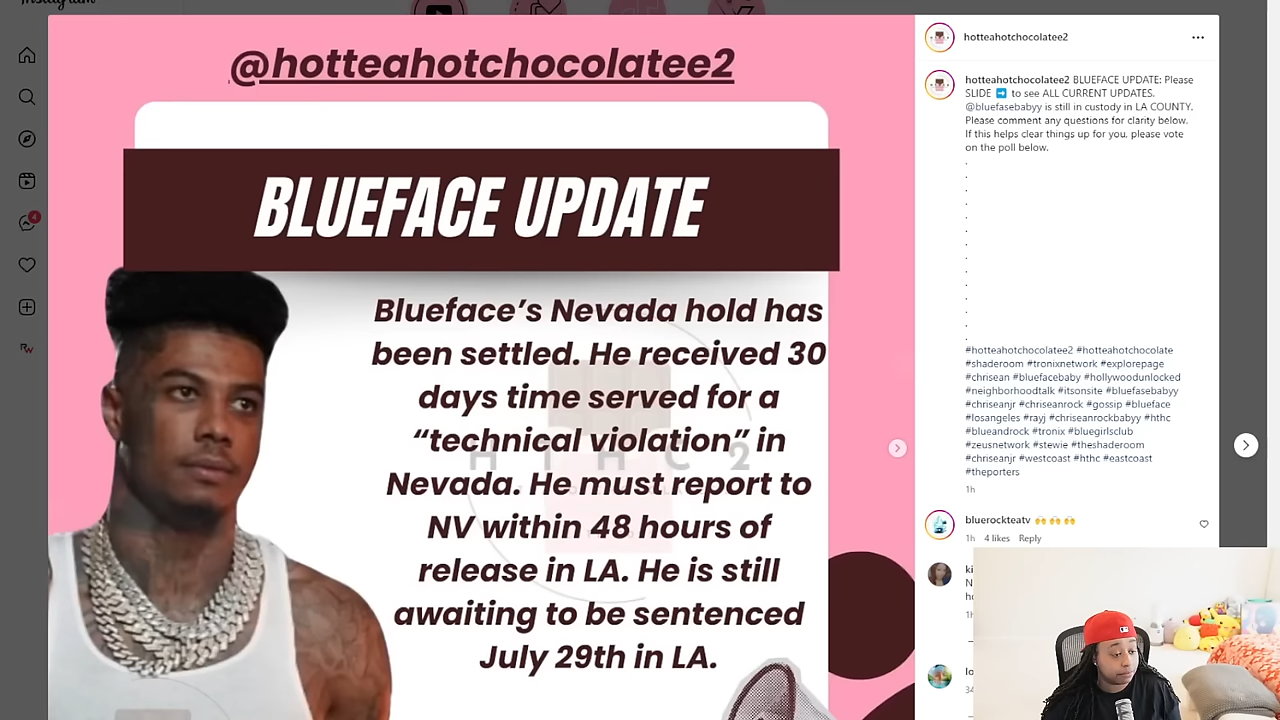 Instagram
@hotteahotchocolatee2
BLUEFACE UPDATE
Blueface's Nevada hold has
been settled. He received 30
days time served for a
“technical violation” in
Nevada. He must report to
NV within 48 hours of
release in LA. He is still
awaiting to be sentenced
July 29th in LA.
H T H C 2
4
RW
hotteahotchocolatee2
hotteahotchocolatee2 BLUEFACE UPDATE: Please
SLIDE ➡️ to see ALL CURRENT UPDATES.
@bluefasebabyy is still in custody in LA COUNTY.
Please comment any questions for clarity below.
If this helps clear things up for you, please vote
on the poll below.
.
.
.
.
.
.
.
.
.
.
.
.
.
.
#hotteahotchocolatee2 #hotteahotchocolate
#shaderoom #tronixnetwork #explorepage
#chrisean #bluefacebaby #hollywoodunlocked
#neighborhoodtalk #itsonsite #bluefasebabyy
#chriseanjr #chriseanrock #gossip #blueface
#losangeles #rayj #chriseanrockbabyy #hthc
#blueandrock #tronix #bluegirlsclub
#zeusnetwork #stewie #theshaderoom
#chriseanjr #westcoast #hthc #eastcoast
#theporters
1h
bluerockteatv 🙌 🙌 🙌
1h 4 likes Reply